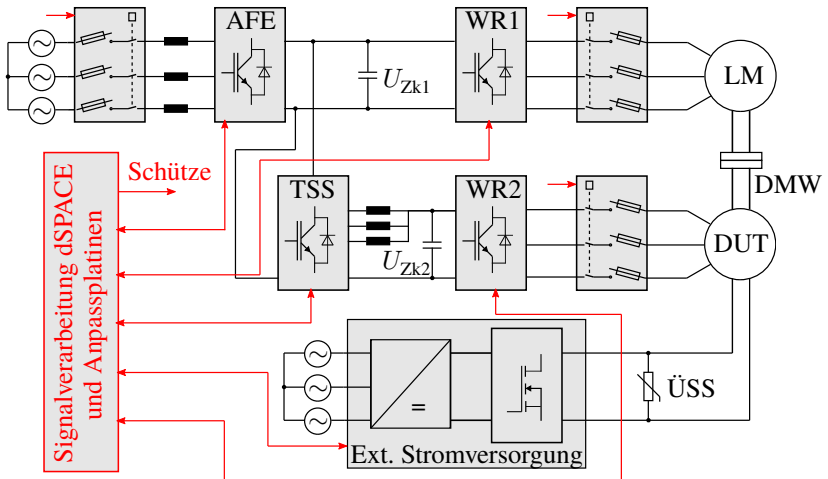 AFE
WR1
LM
U_Zk1
Schütze
TSS
WR2
DMW
DUT
U_Zk2
Signalverarbeitung dSPACE
und Anpassplatinen
=
ÜSS
Ext. Stromversorgung